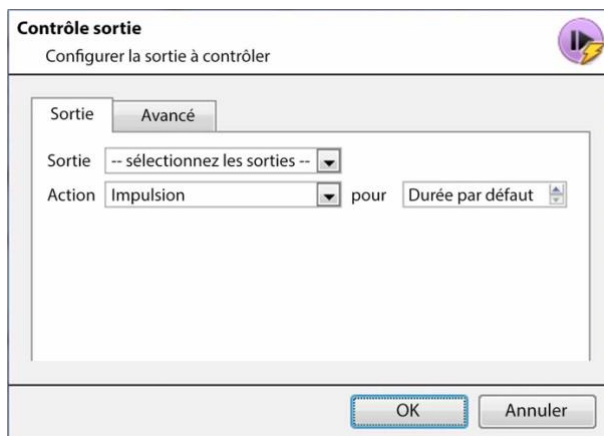 Contrôle sortie
Configurer la sortie à contrôler
Sortie Avancé
Sortie -- sélectionnez les sorties --
Action Impulsion pour Durée par défaut
OK Annuler